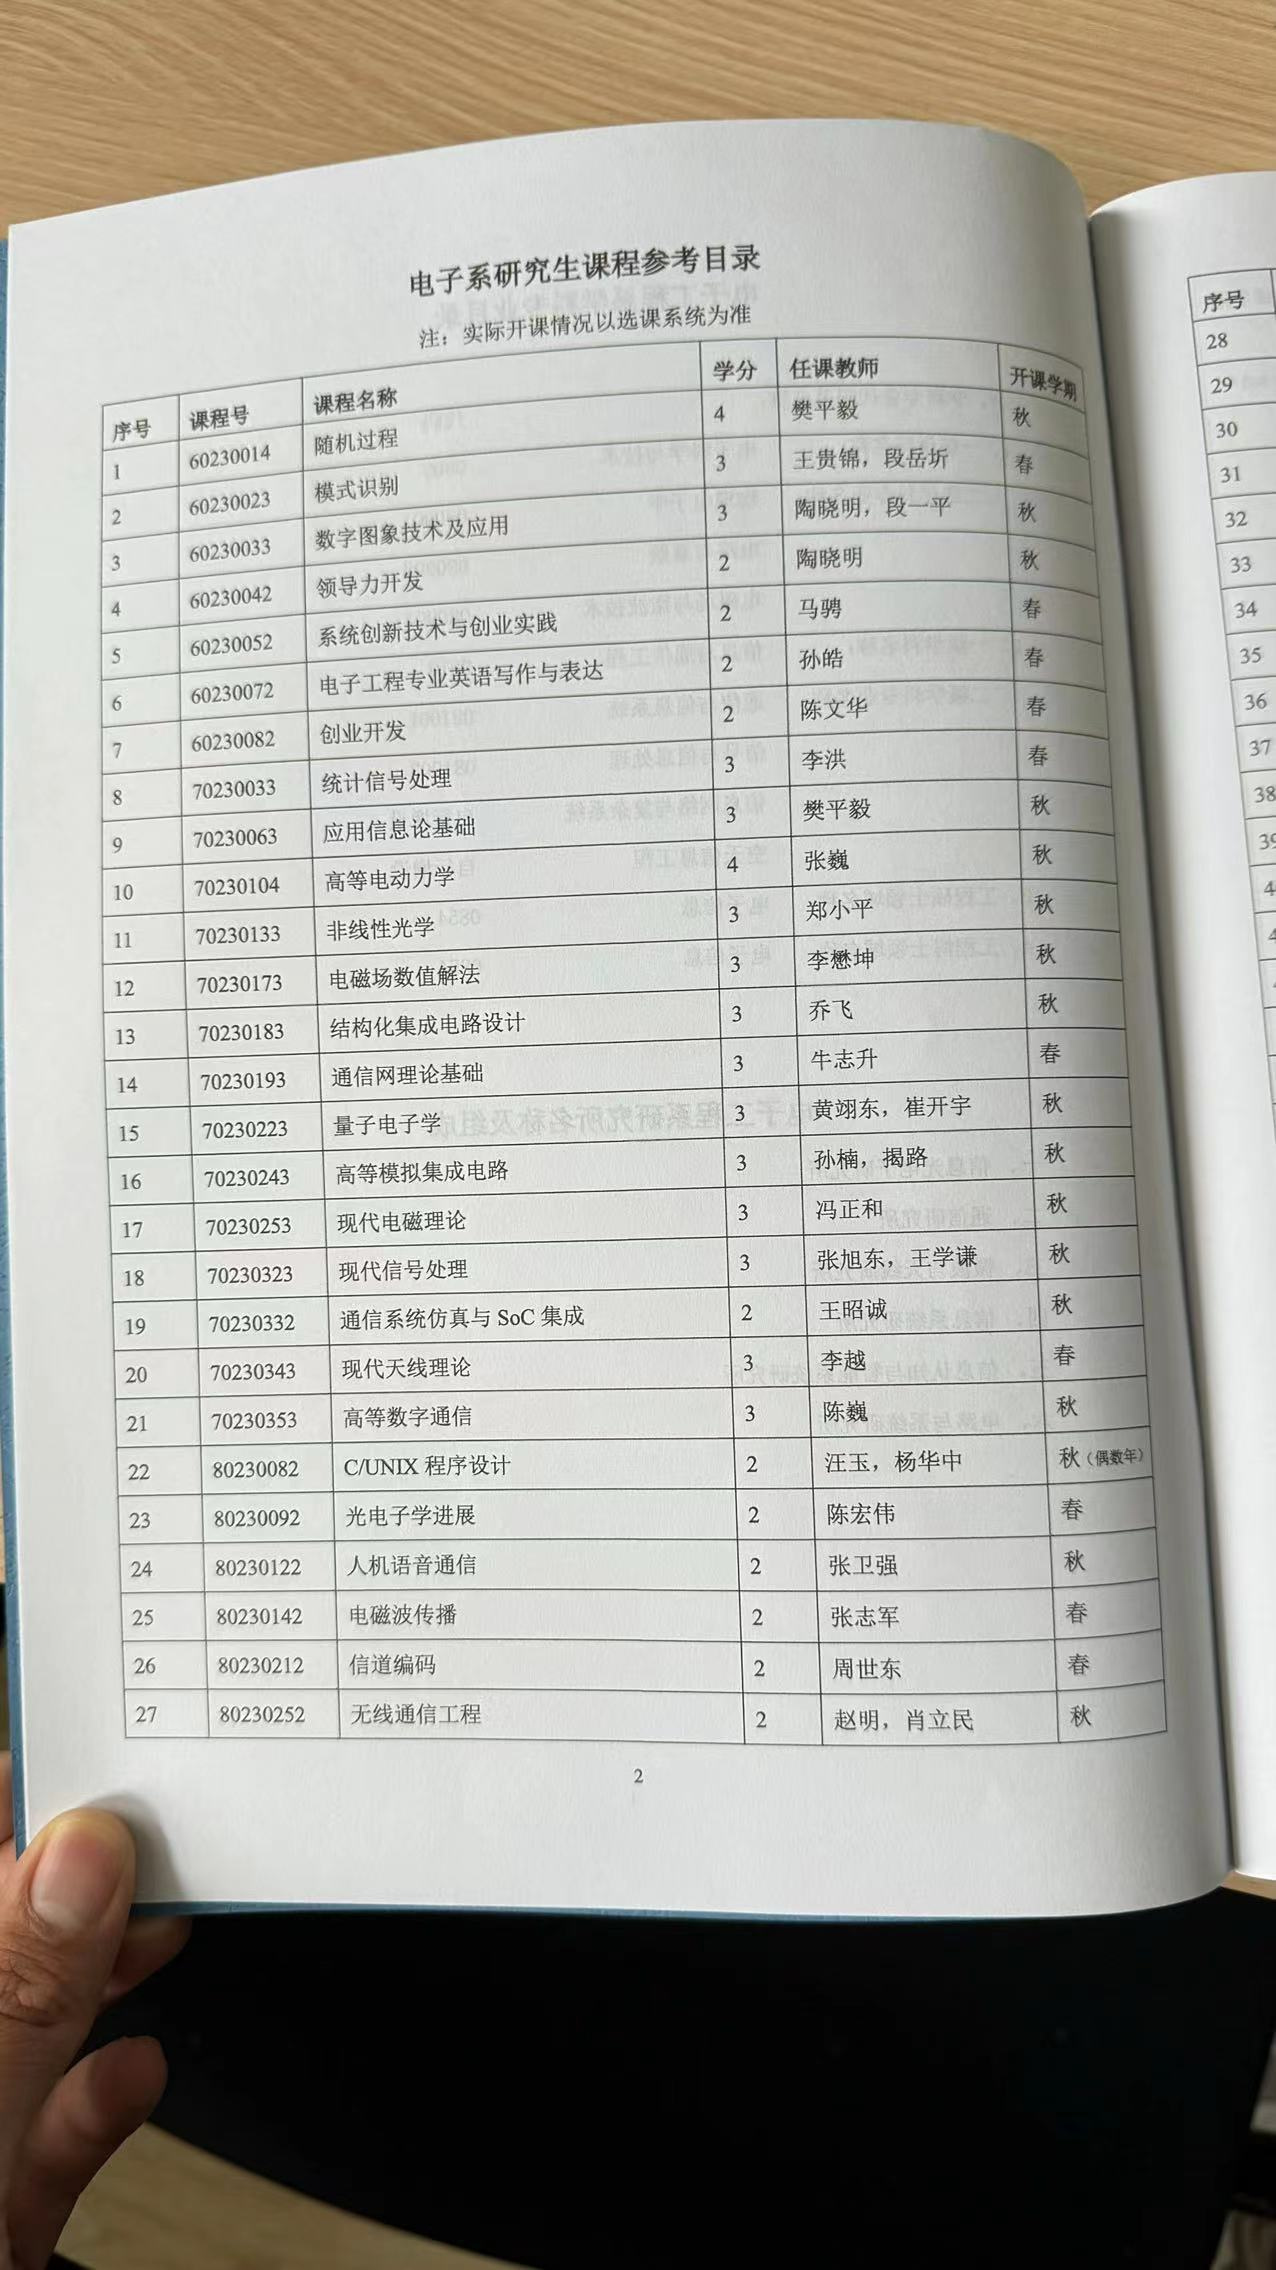 电子系研究生课程参考目录
注：实际开课情况以选课系统为准
序号 课程号 课程名称 学分 任课教师 开课学期
1 60230014 随机过程 4 樊平毅 秋
2 60230023 模式识别 3 王贵锦，段岳圻 春
3 60230033 数字图象技术及应用 3 陶晓明，段一平 秋
4 60230042 领导力开发 2 陶晓明 秋
5 60230052 系统创新技术与创业实践 2 马骋 春
6 60230072 电子工程专业英语写作与表达 2 孙皓 春
7 60230082 创业开发 2 陈文华 春
8 70230033 统计信号处理 3 李洪 春
9 70230063 应用信息论基础 3 樊平毅 秋
10 70230104 高等电动力学 4 张巍 秋
11 70230133 非线性光学 3 郑小平 秋
12 70230173 电磁场数值解法 3 李懋坤 秋
13 70230183 结构化集成电路设计 3 乔飞 秋
14 70230193 通信网理论基础 3 牛志升 春
15 70230223 量子电子学 3 黄翊东，崔开宇 秋
16 70230243 高等模拟集成电路 3 孙楠，揭路 秋
17 70230253 现代电磁理论 3 冯正和 秋
18 70230323 现代信号处理 3 张旭东，王学谦 秋
19 70230332 通信系统仿真与 SoC 集成 2 王昭诚 秋
20 70230343 现代天线理论 3 李越 春
21 70230353 高等数字通信 3 陈巍 秋
22 80230082 C/UNIX 程序设计 2 汪玉，杨华中 秋（偶数年）
23 80230092 光电子学进展 2 陈宏伟 春
24 80230122 人机语音通信 2 张卫强 秋
25 80230142 电磁波传播 2 张志军 春
26 80230212 信道编码 2 周世东 春
27 80230252 无线通信工程 2 赵明，肖立民 秋
2
序号
28
29
30
31
32
33
34
35
36
37
38